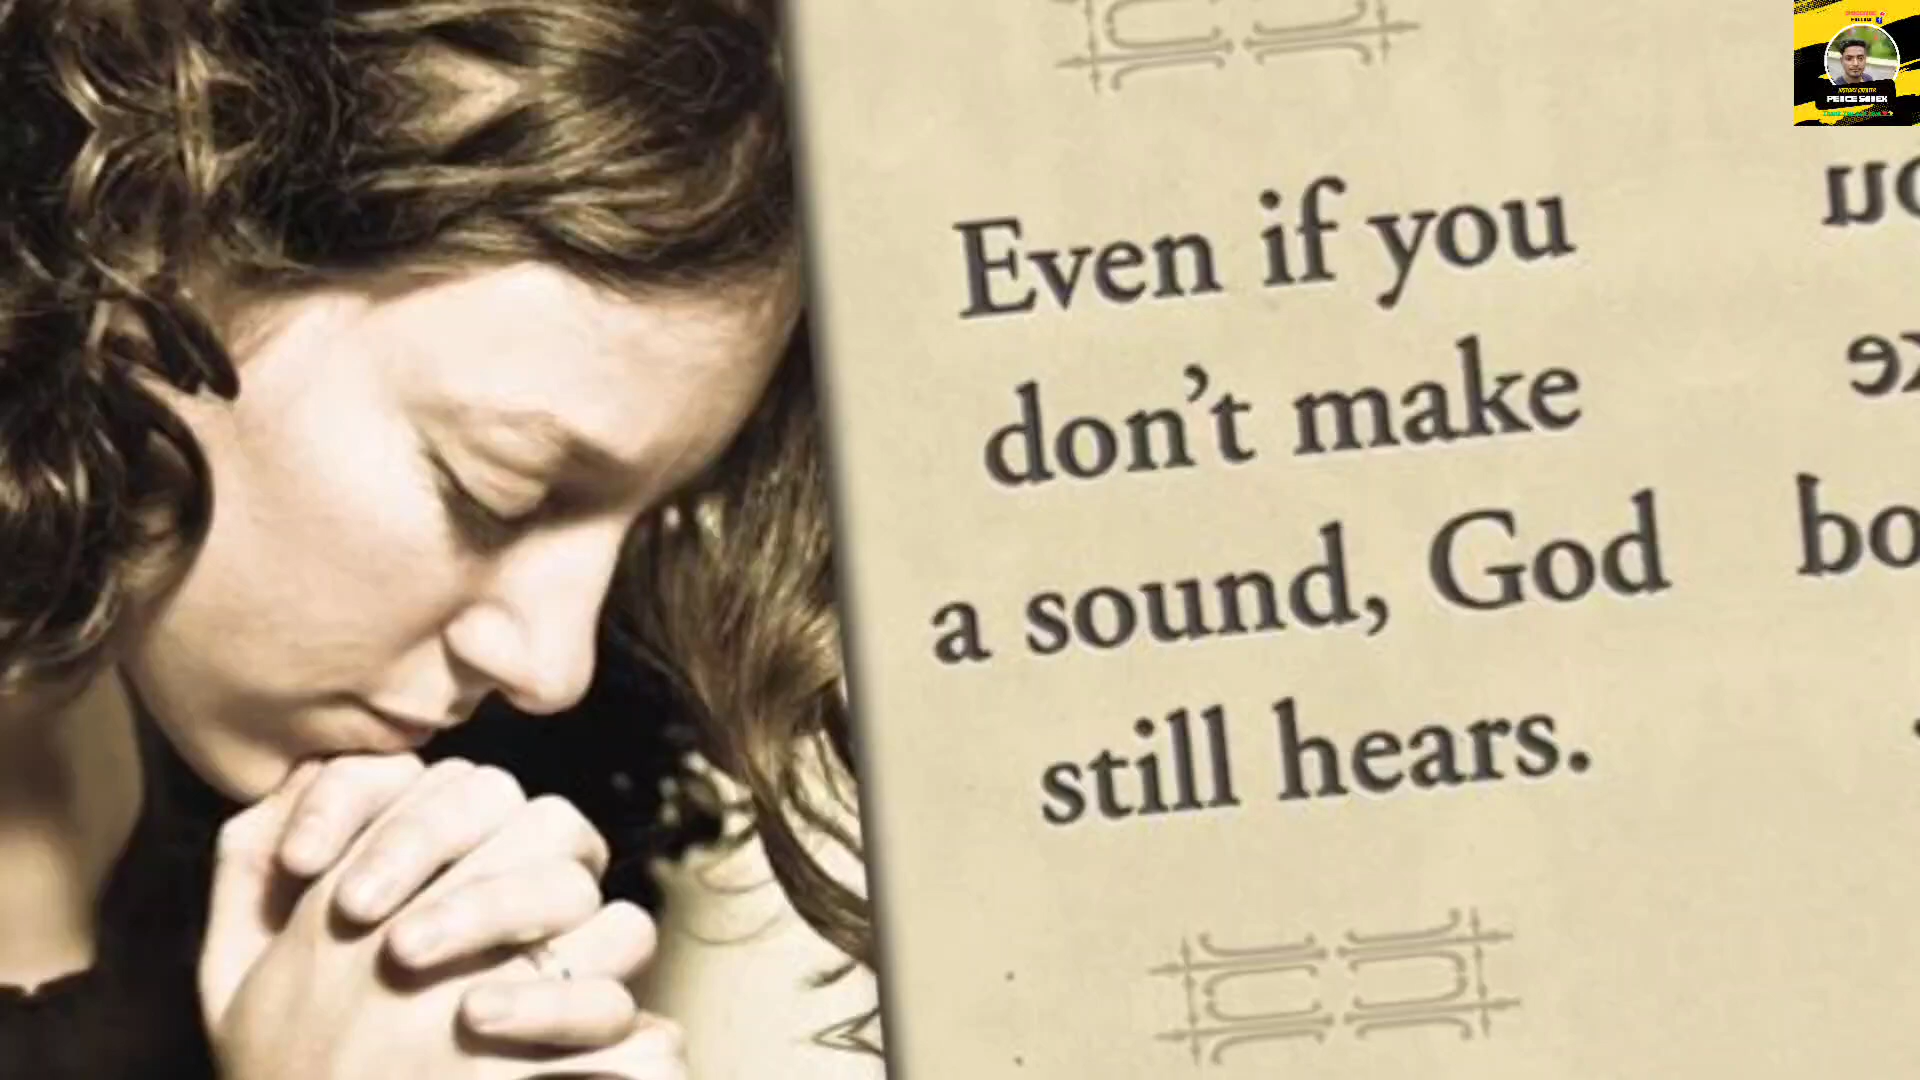 Even if you
don't make
a sound, God
still hears.